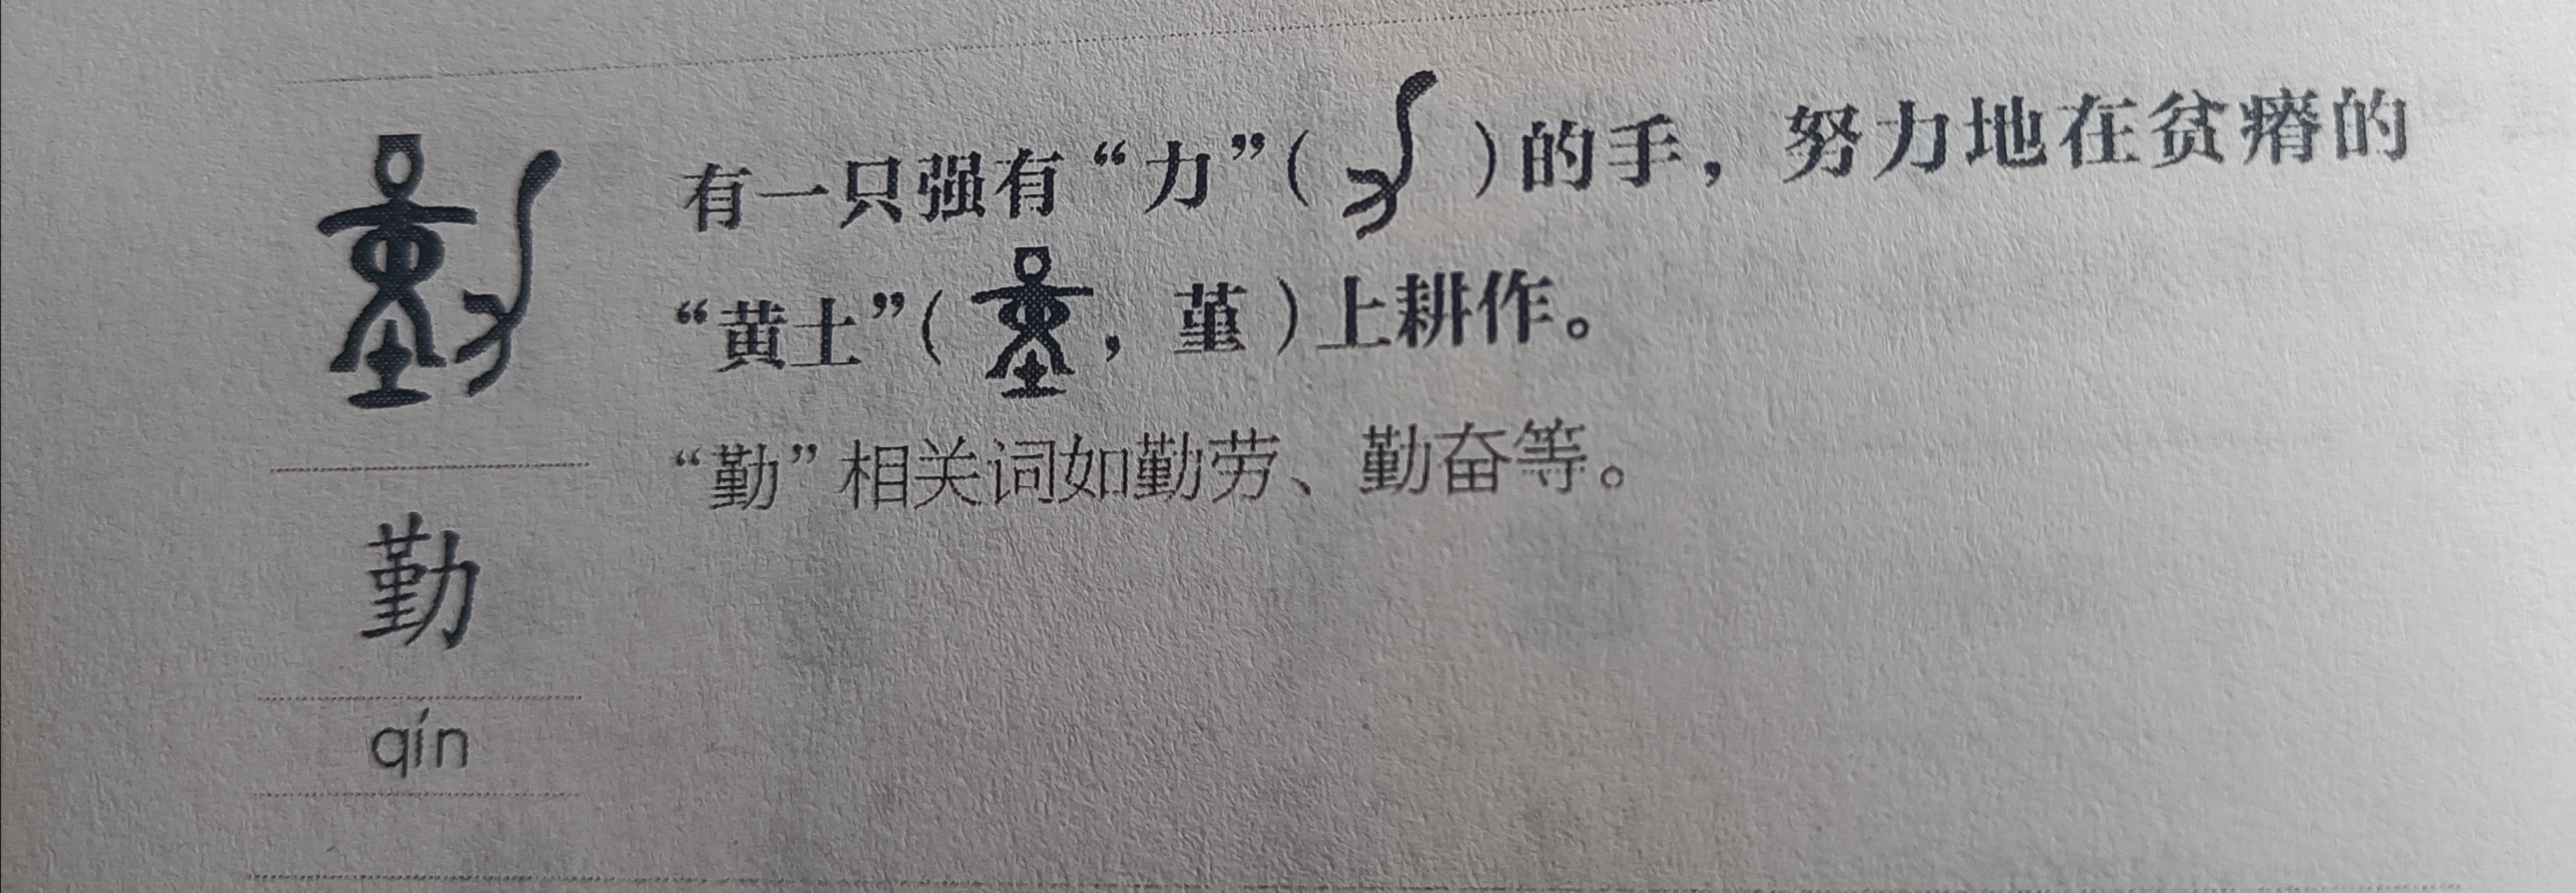 有一只强有“力”( )的手，努力地在贫瘠的
“黄土”( ，堇)上耕作。
“勤”相关词如勤劳、勤奋等。
勤
qín